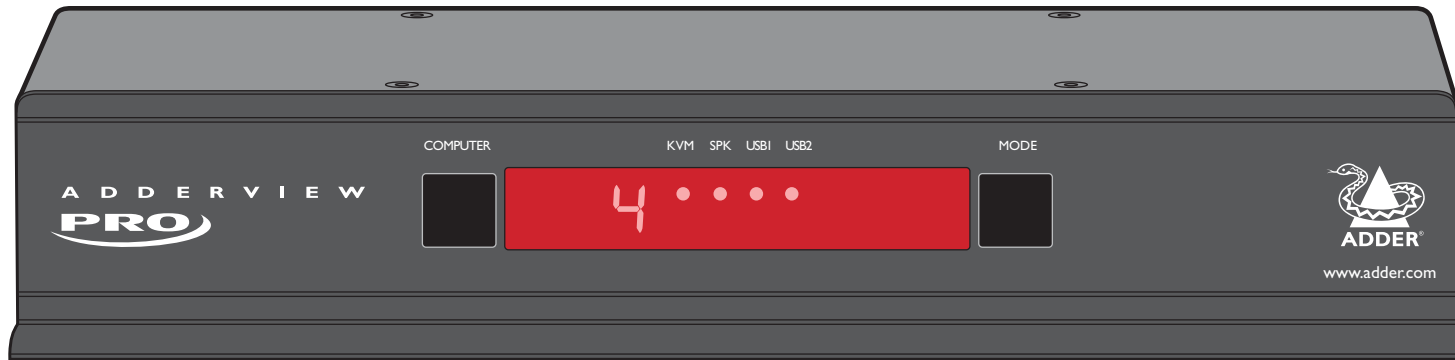 COMPUTER
KVM SPK USB1 USB2
MODE
ADDERVIEW
PRO
4
ADDER®
www.adder.com